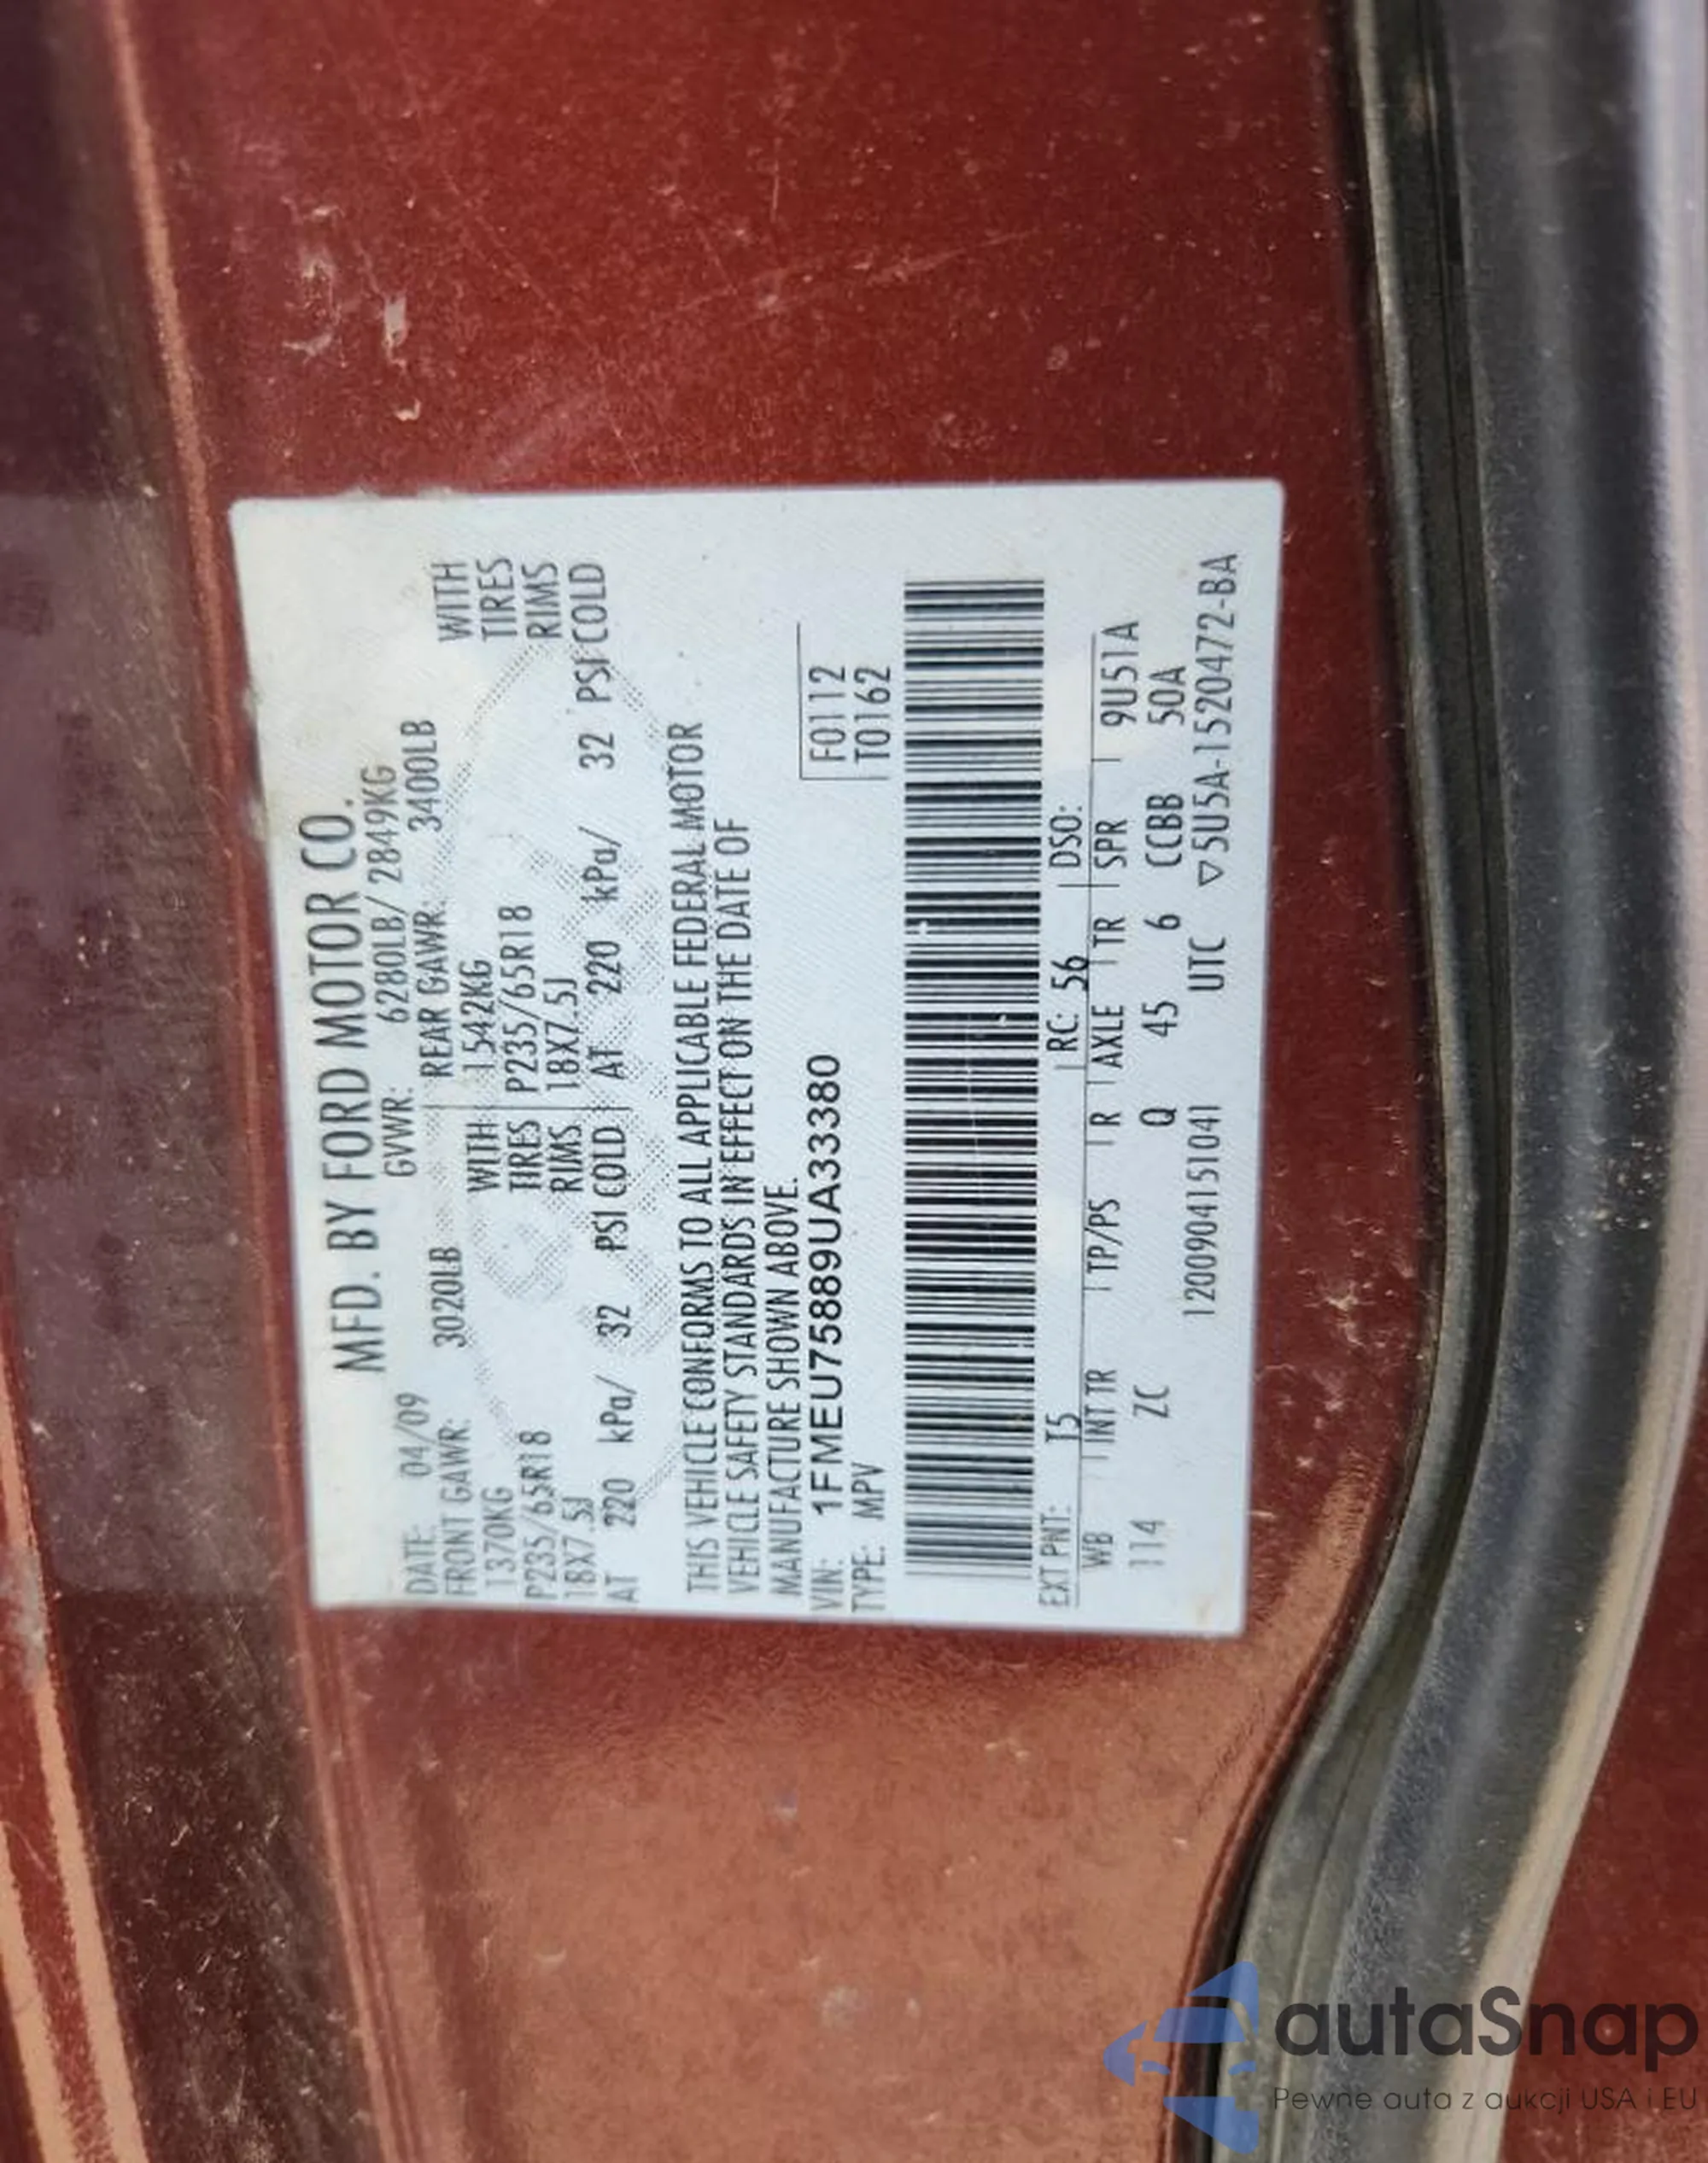 MFD. BY FORD MOTOR CO.
DATE: 04/09 GVWR: 6280LB/ 2849KG
FRONT GAWR: 3020LB REAR GAWR: 3400LB
1370KG WITH 1542KG WITH
P235/65R18 TIRES P235/65R18 TIRES
18X7.5J RIMS 18X7.5J RIMS
AT 220 kPa/ 32 PSI COLD AT 220 kPa/ 32 PSI COLD
THIS VEHICLE CONFORMS TO ALL APPLICABLE FEDERAL MOTOR
VEHICLE SAFETY STANDARDS IN EFFECT ON THE DATE OF
MANUFACTURE SHOWN ABOVE.
VIN: 1FMEU75889UA33380 F0112
TYPE: MPV T0162
EXT PNT: T5 RC: 56 DSO:
WB INT TR TP/PS R AXLE TR SPR 9U51A
114 ZC Q 45 6 CCBB 50A
1200904151041 UTC ▽5U5A-1520472-BA
autaSnap
Pewne auta z aukcji USA i EU